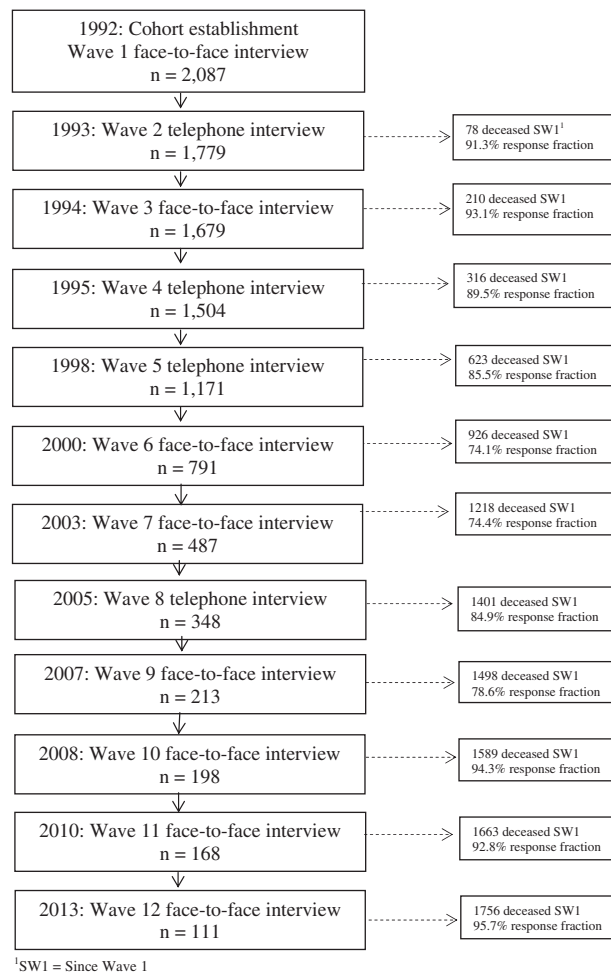 1992: Cohort establishment
Wave 1 face-to-face interview
n = 2,087
1993: Wave 2 telephone interview
n = 1,779
78 deceased SW1¹
91.3% response fraction
1994: Wave 3 face-to-face interview
n = 1,679
210 deceased SW1
93.1% response fraction
1995: Wave 4 telephone interview
n = 1,504
316 deceased SW1
89.5% response fraction
1998: Wave 5 telephone interview
n = 1,171
623 deceased SW1
85.5% response fraction
2000: Wave 6 face-to-face interview
n = 791
926 deceased SW1
74.1% response fraction
2003: Wave 7 face-to-face interview
n = 487
1218 deceased SW1
74.4% response fraction
2005: Wave 8 telephone interview
n = 348
1401 deceased SW1
84.9% response fraction
2007: Wave 9 face-to-face interview
n = 213
1498 deceased SW1
78.6% response fraction
2008: Wave 10 face-to-face interview
n = 198
1589 deceased SW1
94.3% response fraction
2010: Wave 11 face-to-face interview
n = 168
1663 deceased SW1
92.8% response fraction
2013: Wave 12 face-to-face interview
n = 111
1756 deceased SW1
95.7% response fraction
¹SW1 = Since Wave 1